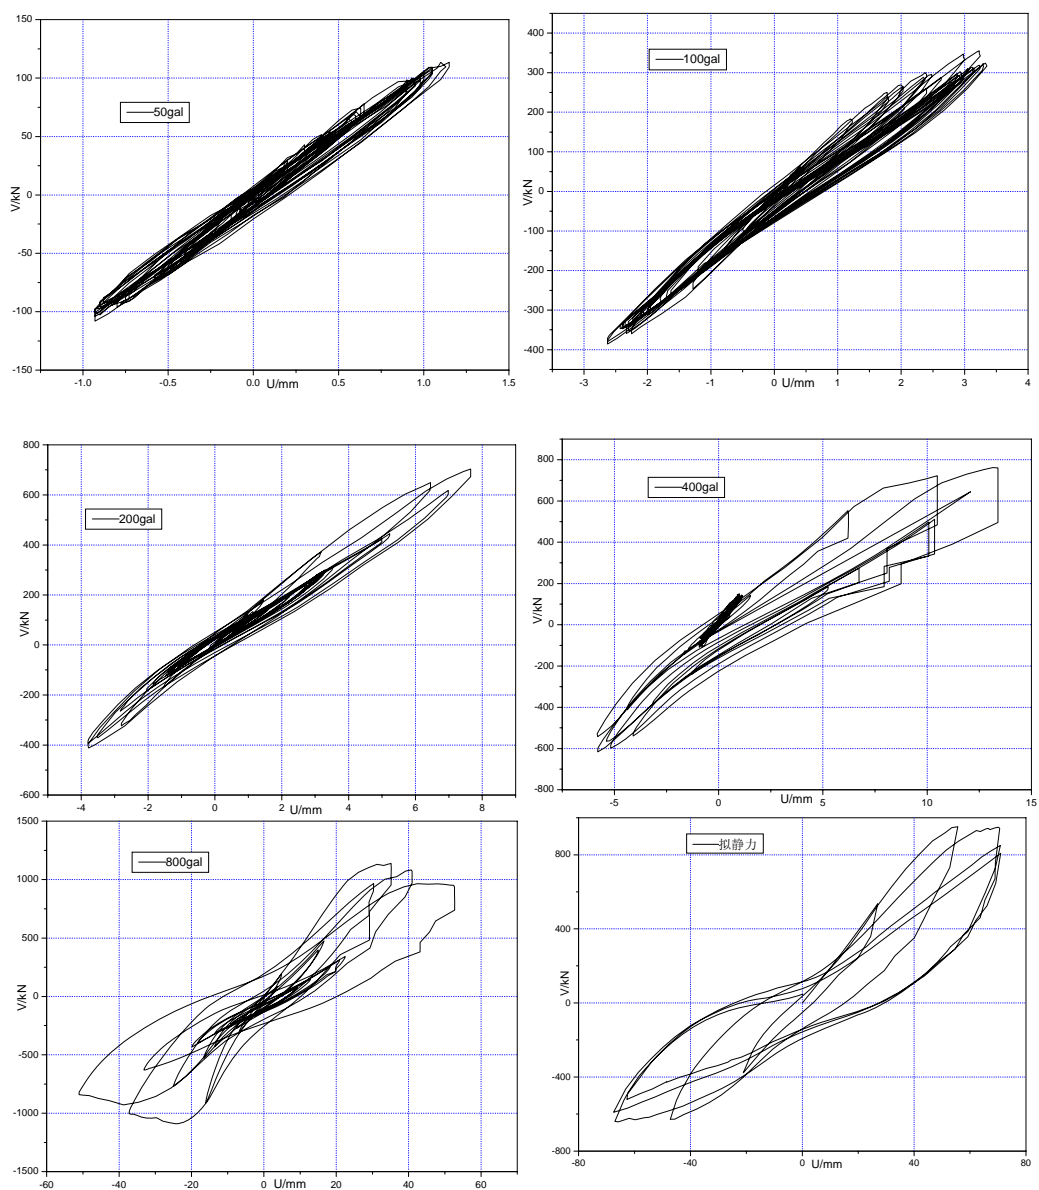 150
100
50
0
-50
-100
-150
V/kN
50gal
-1.0 -0.5 0.0 0.5 1.0 1.5
U/mm
400
300
200
100
0
-100
-200
-300
-400
V/kN
100gal
-3 -2 -1 0 1 2 3 4
U/mm
800
600
400
200
0
-200
-400
-600
V/kN
200gal
-4 -2 0 2 4 6 8
U/mm
800
600
400
200
0
-200
-400
-600
-800
V/kN
400gal
-5 0 5 10 15
U/mm
1500
1000
500
0
-500
-1000
-1500
V/kN
800gal
-60 -40 -20 0 20 40 60
U/mm
800
400
0
-400
-800
V/kN
拟静力
-80 -40 0 40 80
U/mm